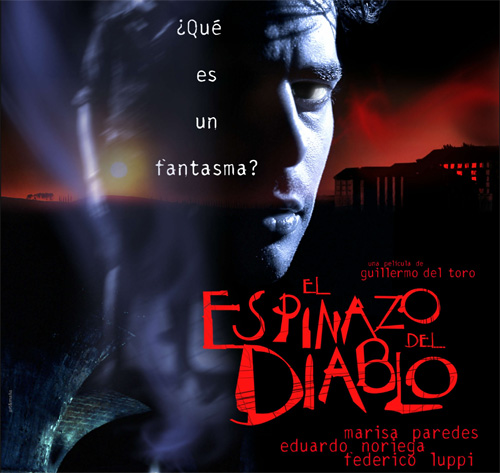 ¿Qué
es
un
fantasma?
una película de
guillermo del toro
EL
ESPINAZO
DEL
DIABLO
marisa paredes
eduardo noriega
federico luppi